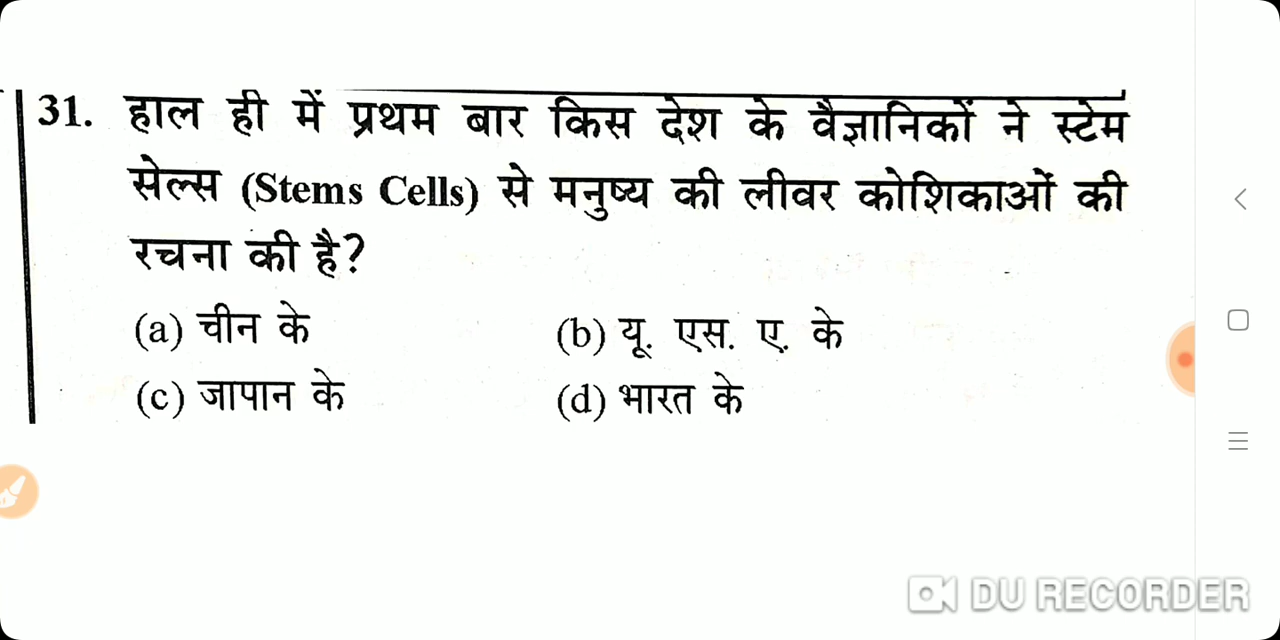 31. हाल ही में प्रथम बार किस देश के वैज्ञानिकों ने स्टेम
सेल्स (Stems Cells) से मनुष्य की लीवर कोशिकाओं की
रचना की है?
(a) चीन के (b) यू. एस. ए. के
(c) जापान के (d) भारत के
DU RECORDER